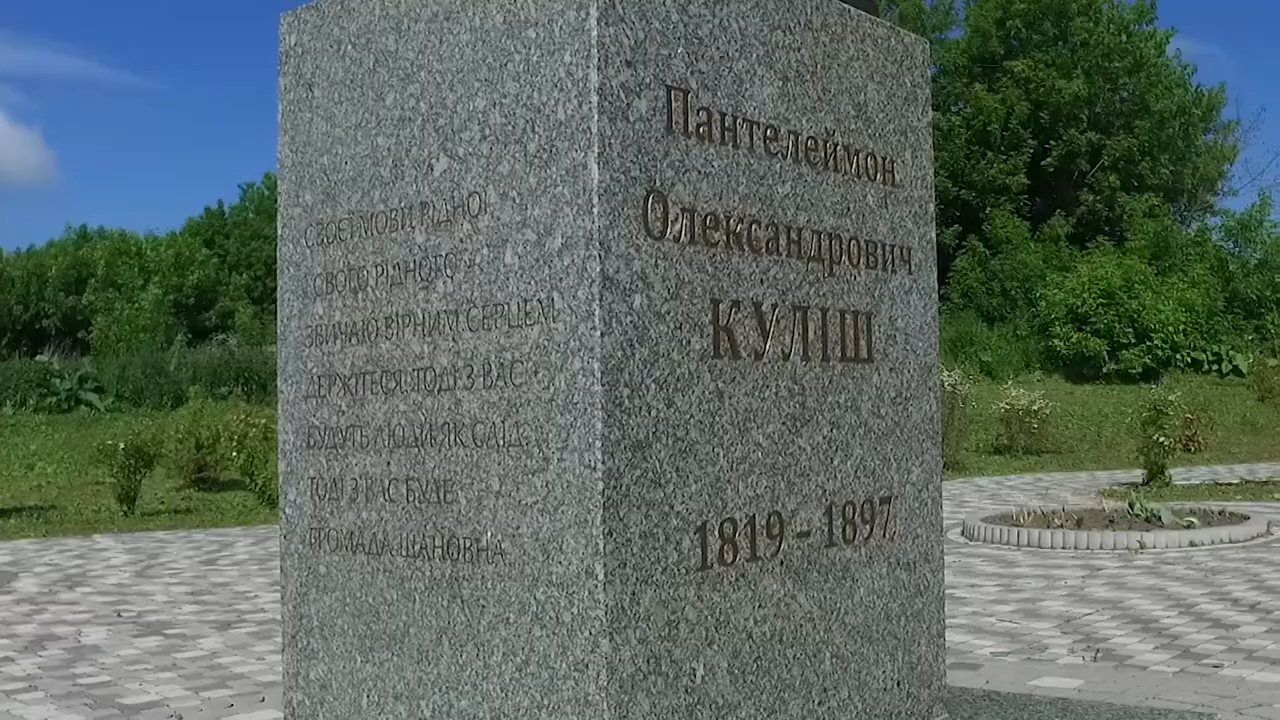 СВОЄЇ МОВИ РІДНОЇ
І СВОГО РІДНОГО
ЗВИЧАЮ ВІРНИМ СЕРЦЕМ
ДЕРЖІТЕСЯ. ТОДІ З ВАС
БУДУТЬ ЛЮДИ ЯК СЛІД,
ТОДІ З ВАС БУДЕ
ГРОМАДА ШАНОВНА
Пантелеймон
Олександрович
КУЛІШ
1819 - 1897